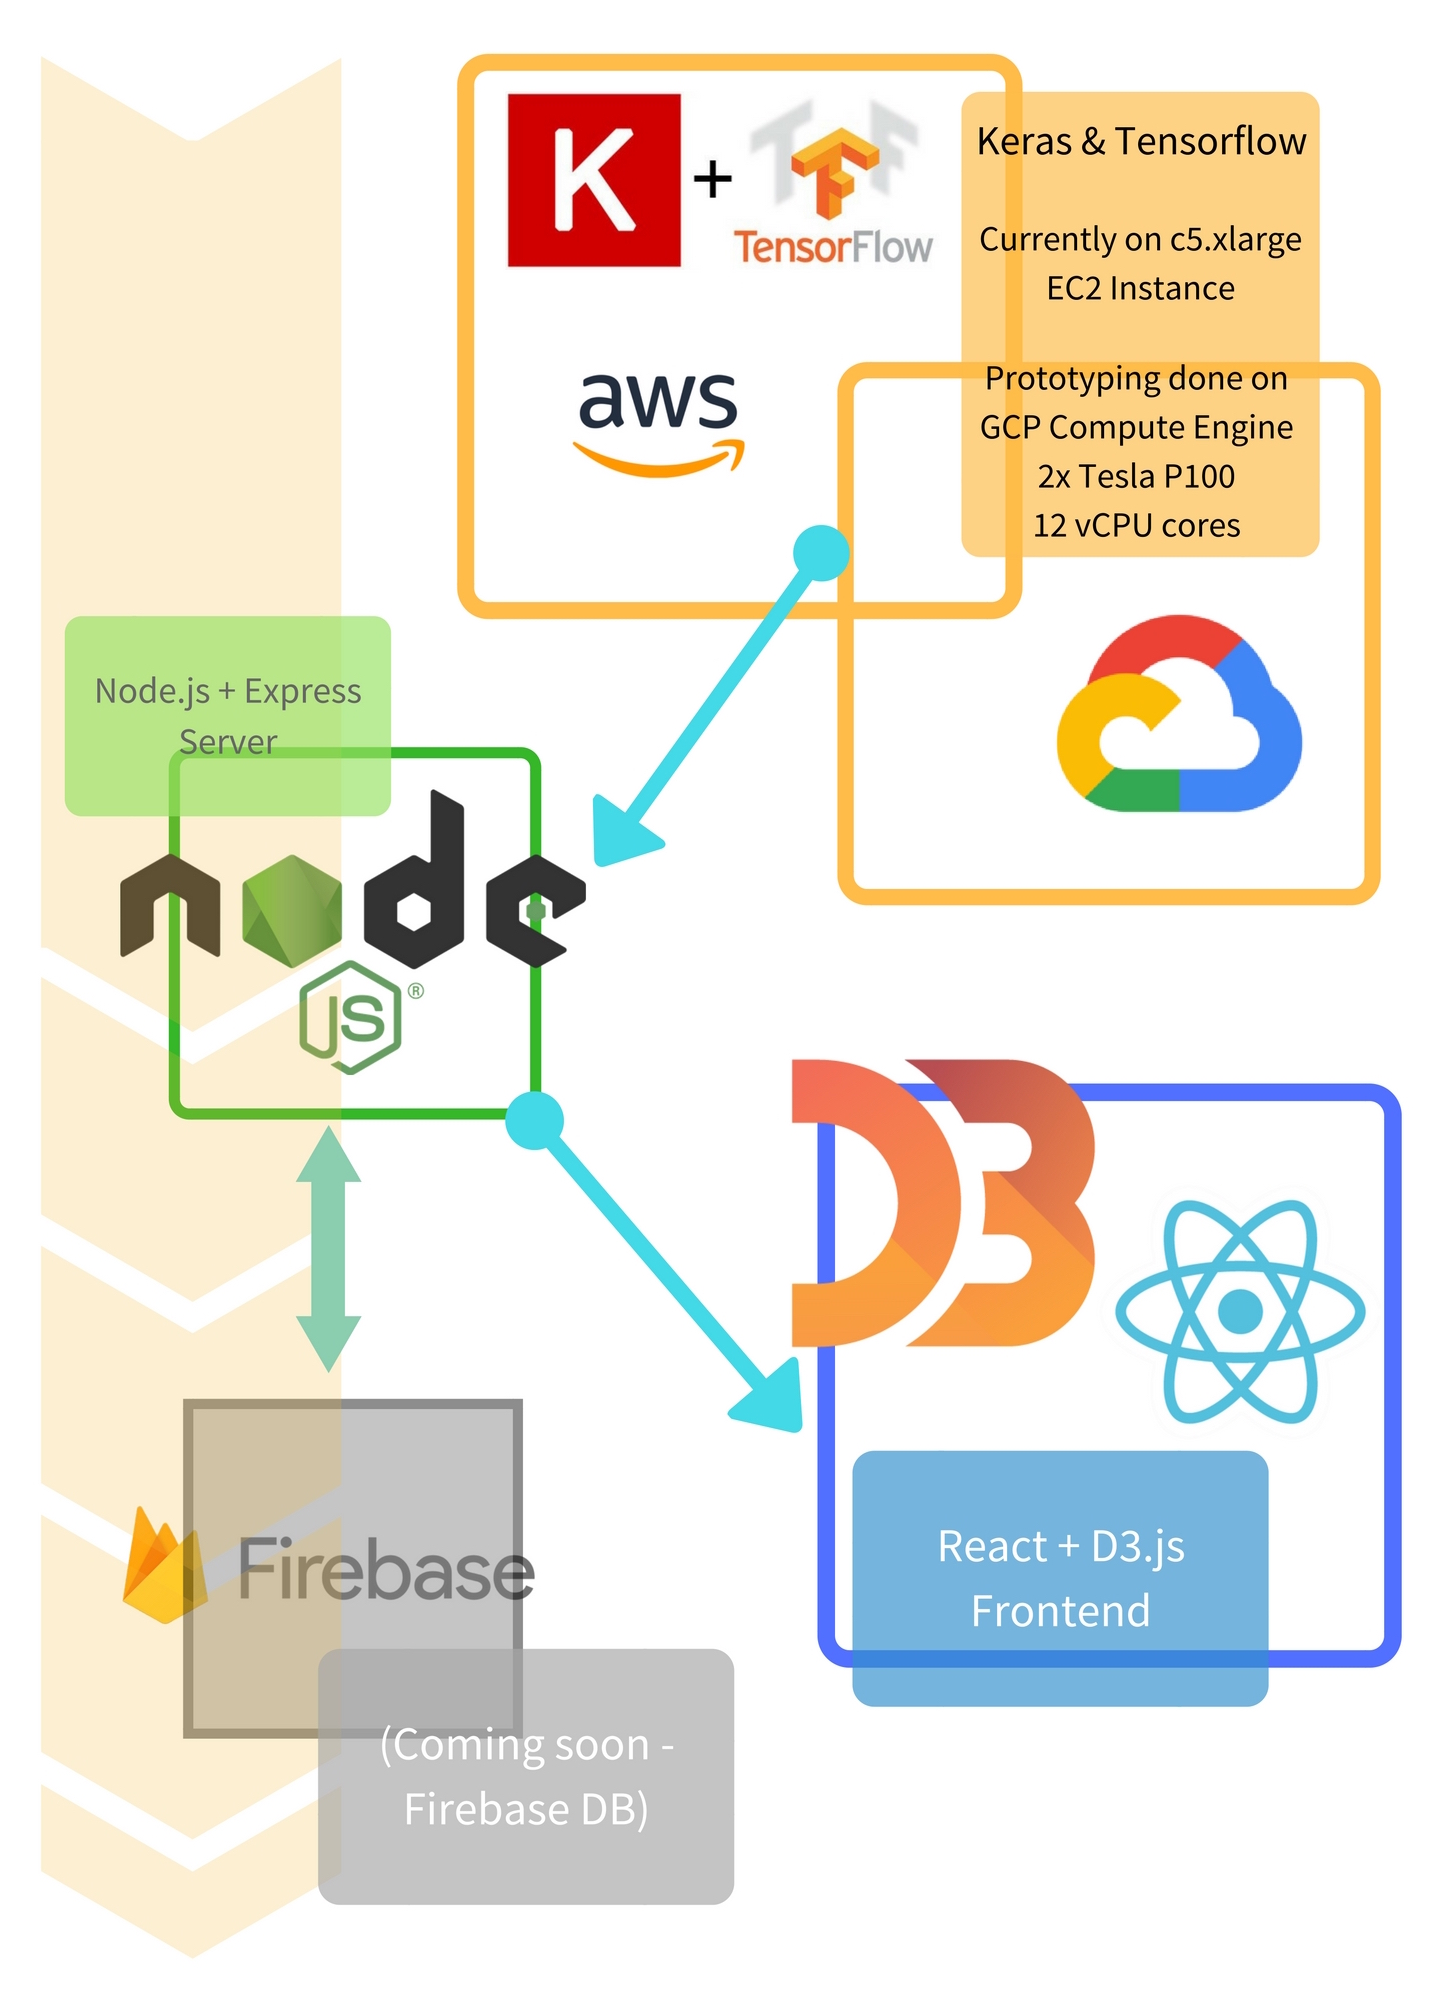 K
+
TF
TensorFlow
Keras & Tensorflow
Currently on c5.xlarge
EC2 Instance
aws
Prototyping done on
GCP Compute Engine
2x Tesla P100
12 vCPU cores
Node.js + Express
Server
node
JS®
D3
React + D3.js
Frontend
Firebase
(Coming soon -
Firebase DB)